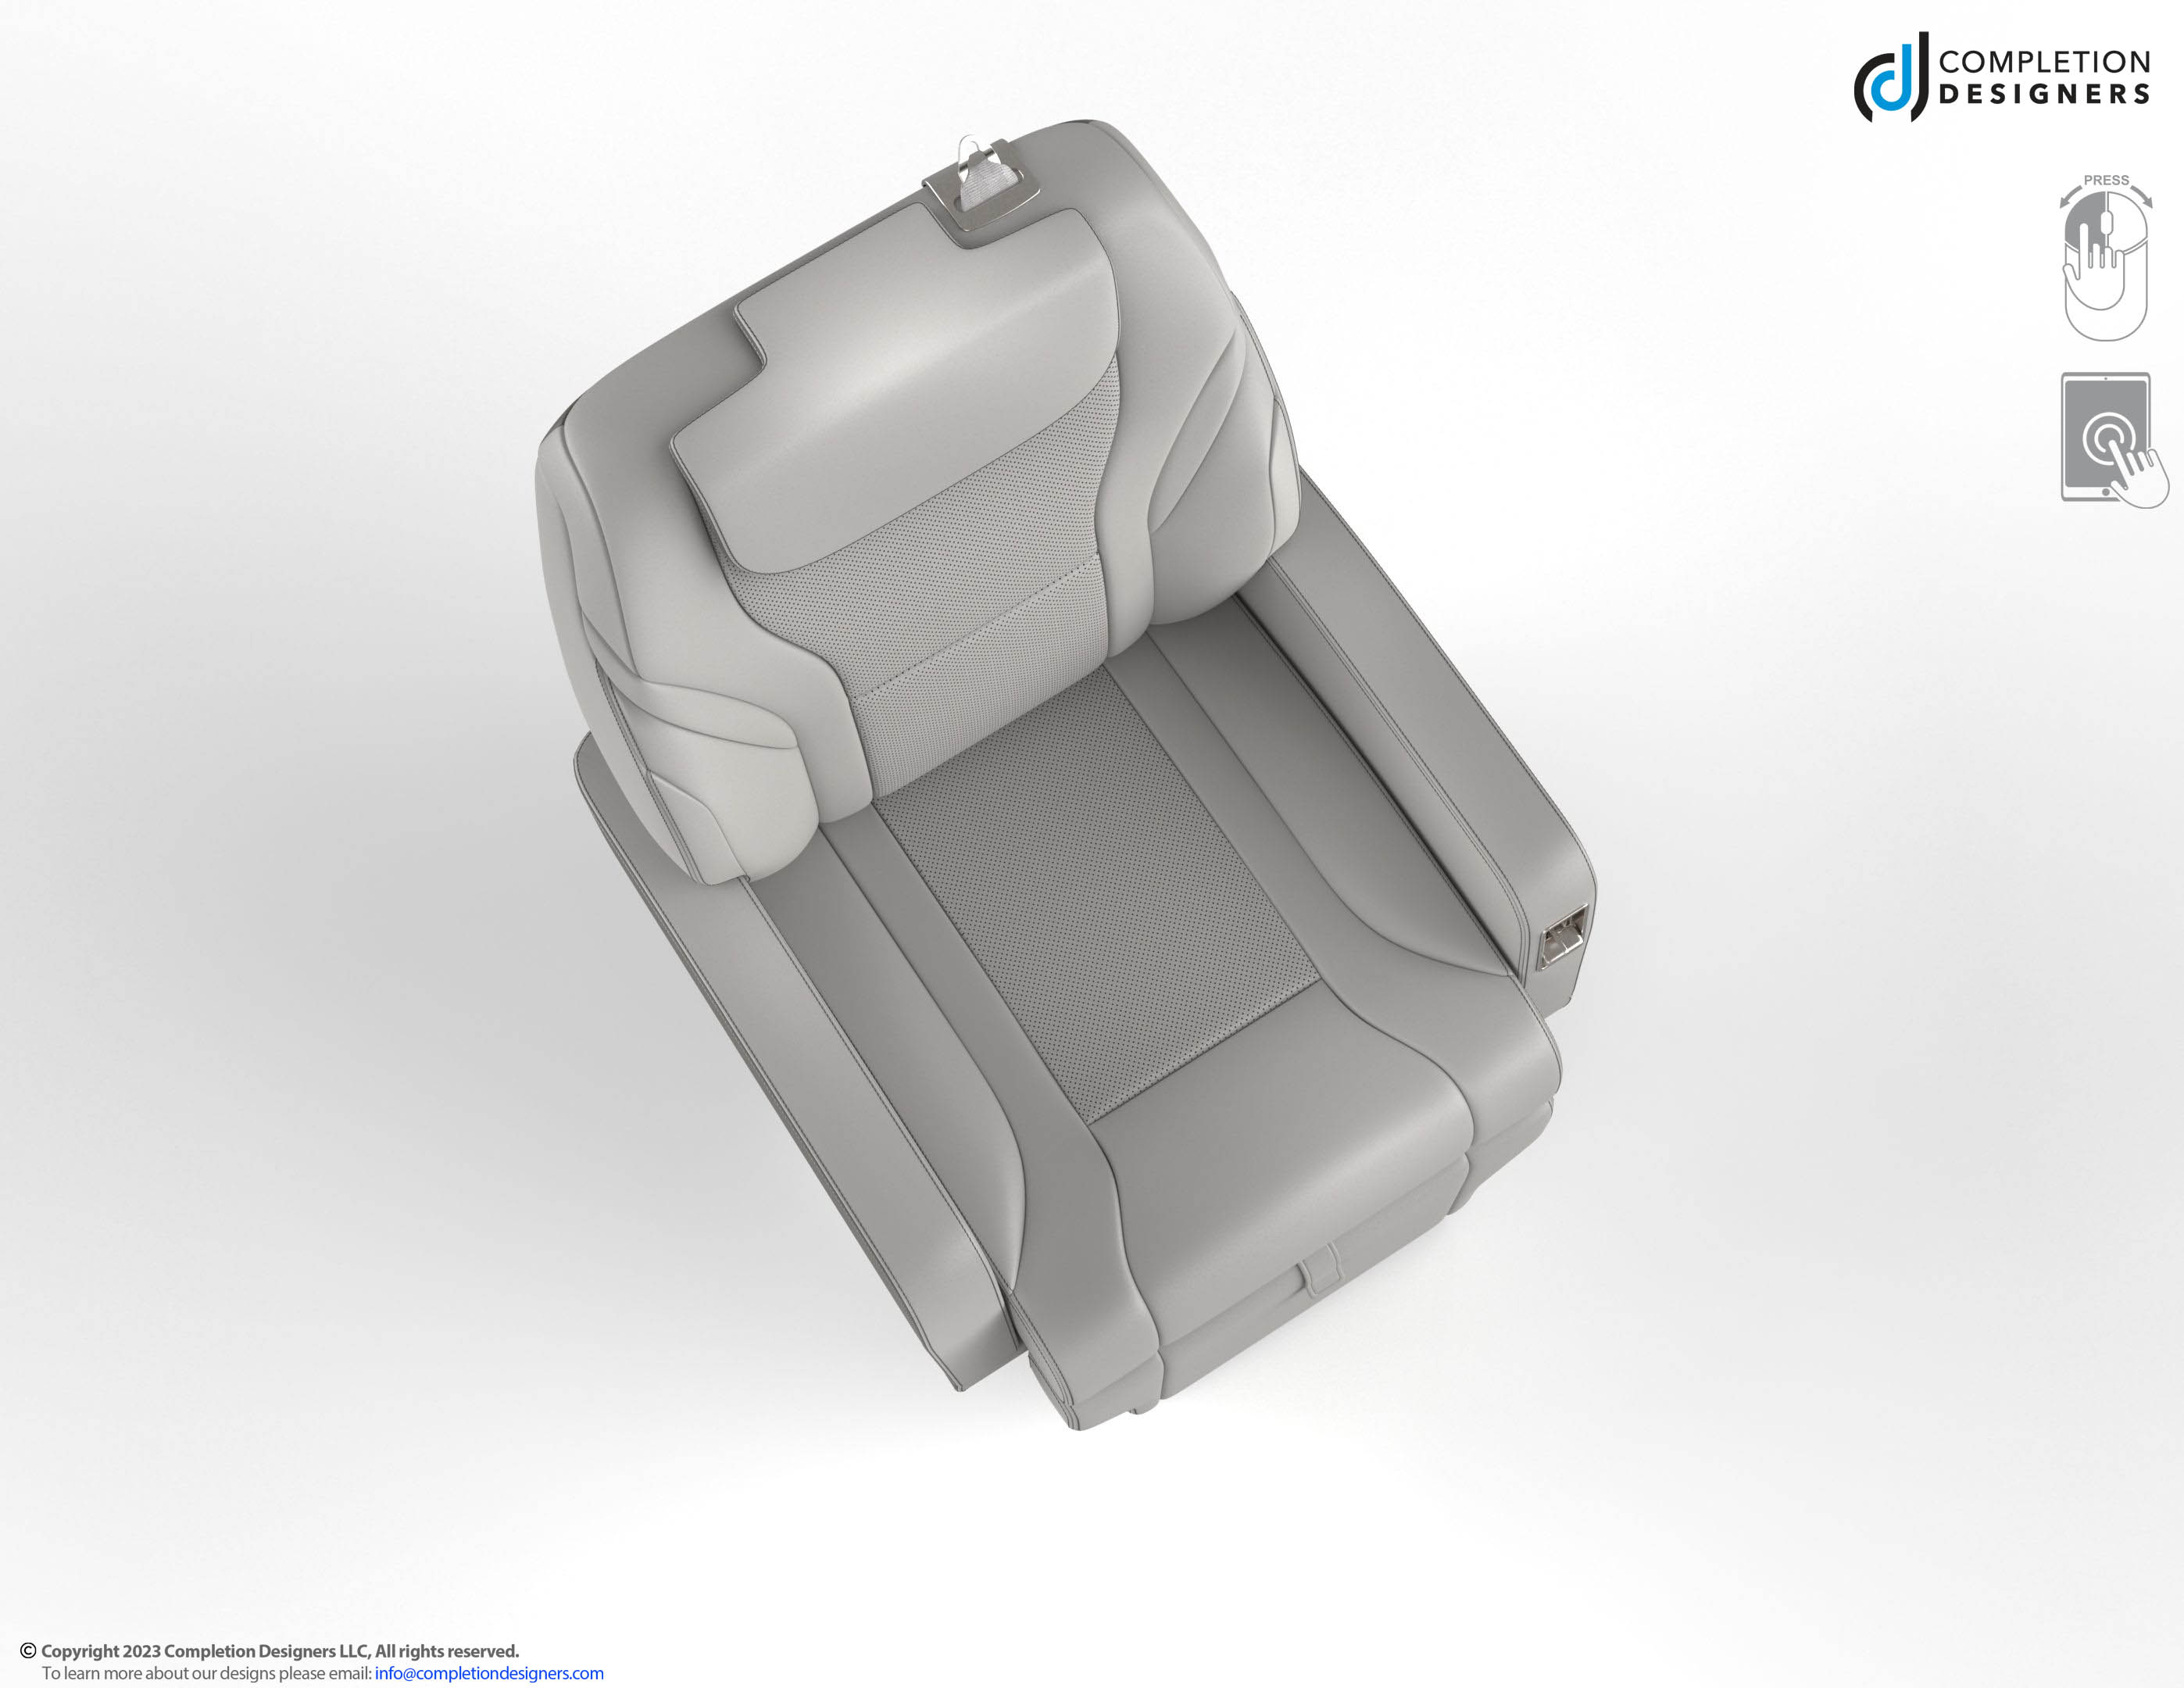 COMPLETION
DESIGNERS
PRESS
© Copyright 2023 Completion Designers LLC, All rights reserved.
To learn more about our designs please email: info@completiondesigners.com